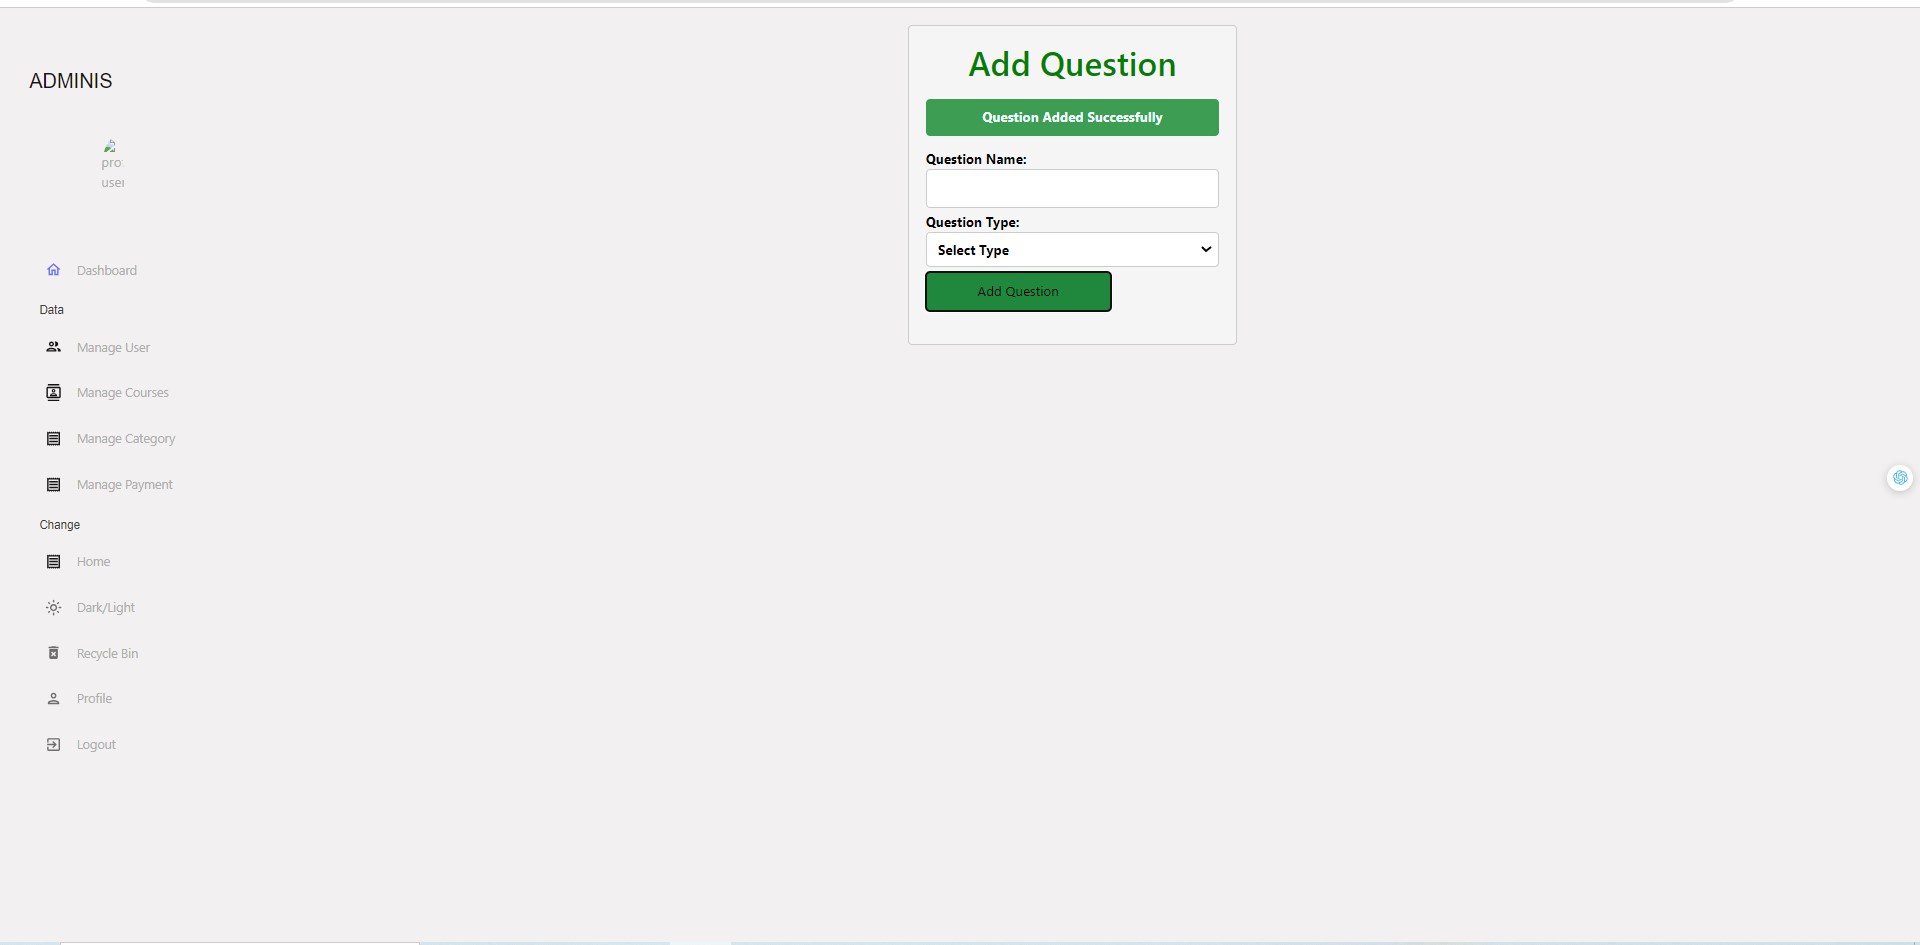 ADMINIS
pro
user
Dashboard
Data
Manage User
Manage Courses
Manage Category
Manage Payment
Change
Home
Dark/Light
Recycle Bin
Profile
Logout
Add Question
Question Added Successfully
Question Name:
Question Type:
Select Type
Add Question